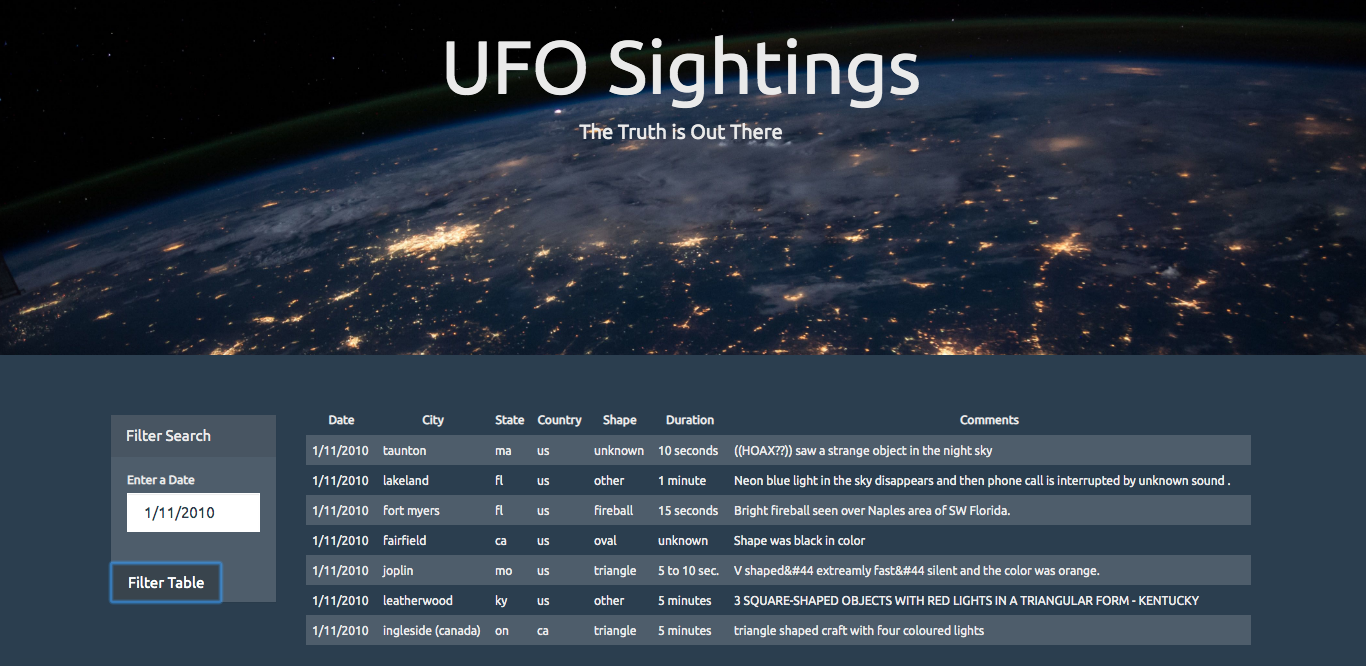 UFO Sightings
The Truth is Out There
Filter Search
Enter a Date
1/11/2010
Filter Table
Date City State Country Shape Duration Comments
1/11/2010 taunton ma us unknown 10 seconds ((HOAX??)) saw a strange object in the night sky
1/11/2010 lakeland fl us other 1 minute Neon blue light in the sky disappears and then phone call is interrupted by unknown sound .
1/11/2010 fort myers fl us fireball 15 seconds Bright fireball seen over Naples area of SW Florida.
1/11/2010 fairfield ca us oval unknown Shape was black in color
1/11/2010 joplin mo us triangle 5 to 10 sec. V shaped&#44 extreamly fast&#44 silent and the color was orange.
1/11/2010 leatherwood ky us other 5 minutes 3 SQUARE-SHAPED OBJECTS WITH RED LIGHTS IN A TRIANGULAR FORM - KENTUCKY
1/11/2010 ingleside (canada) on ca triangle 5 minutes triangle shaped craft with four coloured lights